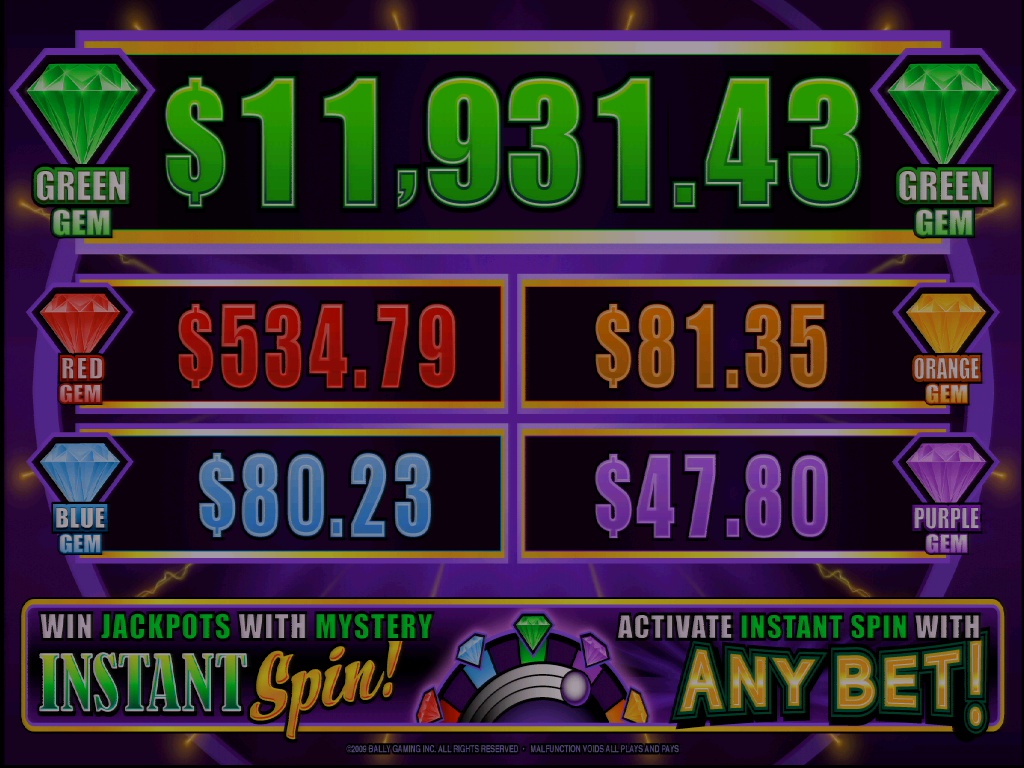 $11,931.43
GREEN
GEM
GREEN
GEM
$534.79
$81.35
RED
GEM
ORANGE
GEM
$80.23
$47.80
BLUE
GEM
PURPLE
GEM
WIN JACKPOTS WITH MYSTERY
INSTANT Spin!
ACTIVATE INSTANT SPIN WITH
ANY BET!
©2009 BALLY GAMING INC. ALL RIGHTS RESERVED • MALFUNCTION VOIDS ALL PLAYS AND PAYS